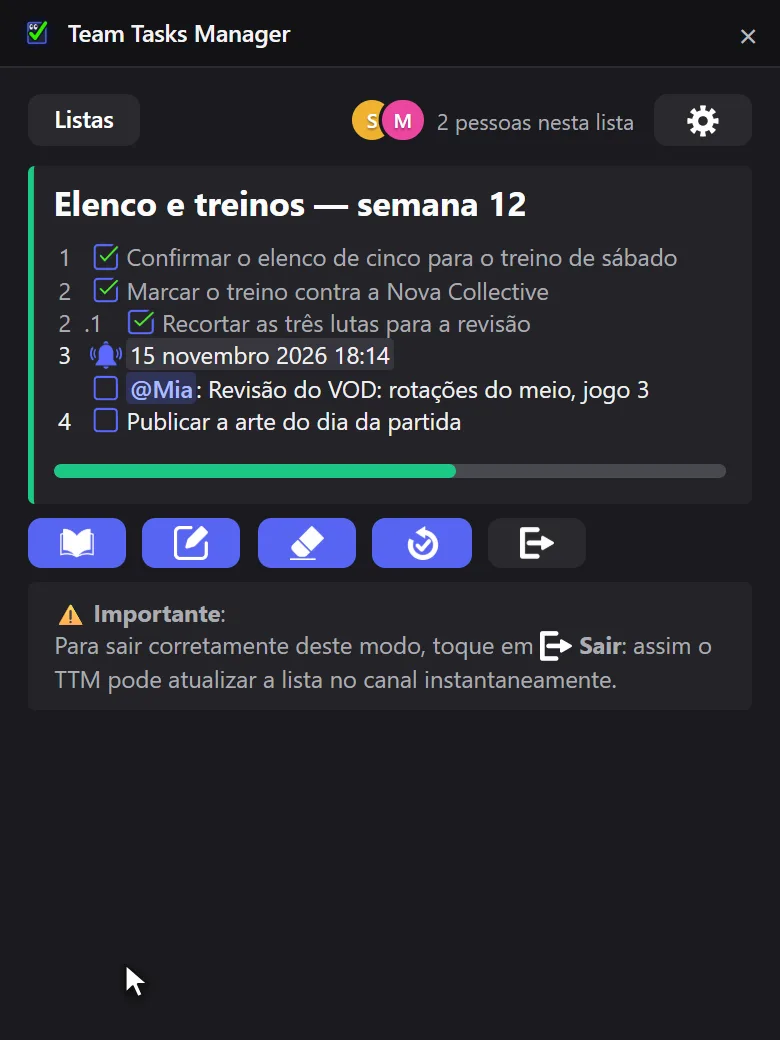 Team Tasks Manager
Listas
S M 2 pessoas nesta lista
Elenco e treinos — semana 12
1 Confirmar o elenco de cinco para o treino de sábado
2 Marcar o treino contra a Nova Collective
2 .1 Recortar as três lutas para a revisão
3 15 novembro 2026 18:14
@Mia: Revisão do VOD: rotações do meio, jogo 3
4 Publicar a arte do dia da partida
Importante:
Para sair corretamente deste modo, toque em Sair: assim o
TTM pode atualizar a lista no canal instantaneamente.